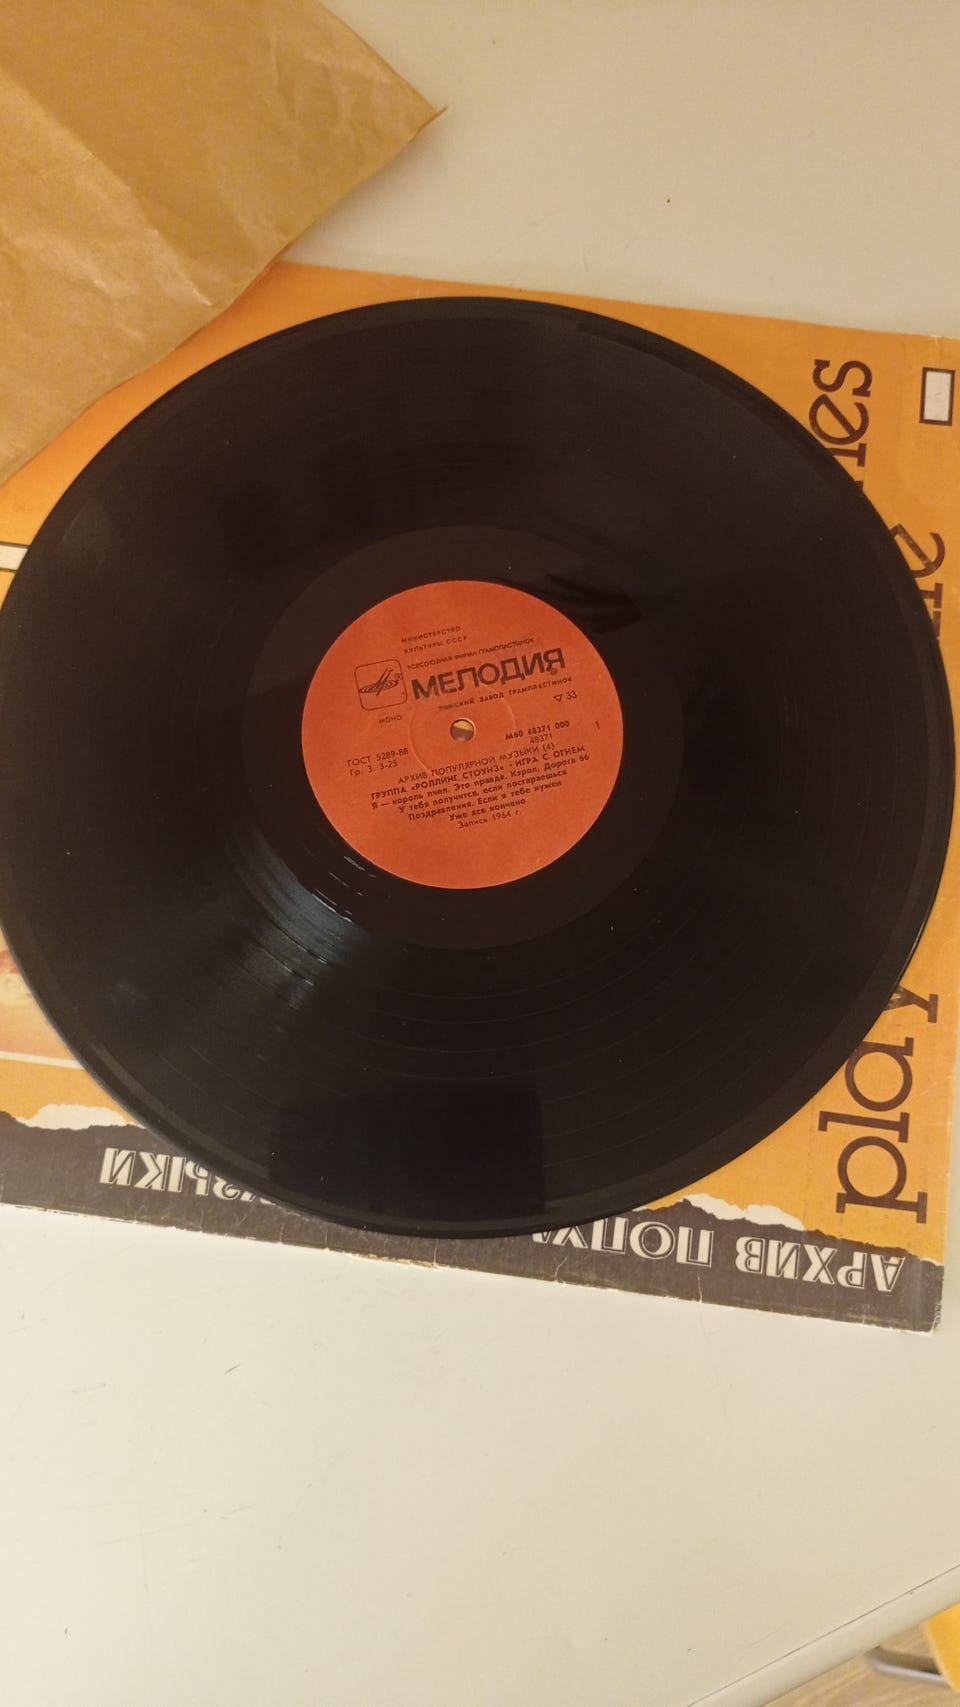 МИНИСТЕРСТВО
КУЛЬТУРЫ СССР
ВСЕСОЮЗНАЯ ФИРМА ГРАМПЛАСТИНОК
МЕЛОДИЯ
ЗАВОД ГРАМПЛАСТИНОК
МОНО
33
ГОСТ 5289-88
Гр. 3. 3-25
М60 48371 000
48371
1
АРХИВ ПОПУЛЯРНОЙ МУЗЫКИ (4)
ГРУППА «РОЛЛИНГ СТОУНЗ» - ИГРА С ОГНЕМ
Я — король пчел. Это правда. Кэрол. Дорога 66
У тебя получится, если постараешься
Поздравления. Если я тебе нужен
Уже все кончено
Запись 1964 г.
play
АРХИВ ПОПУ
ЗЫКИ